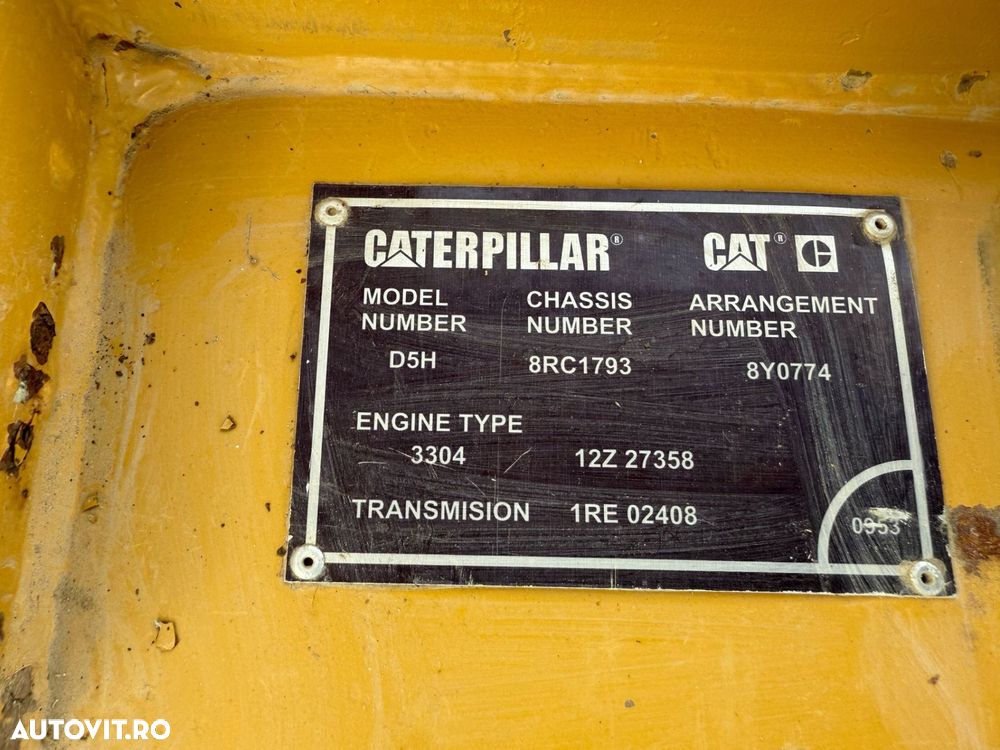 CATERPILLAR® CAT®
MODEL NUMBER CHASSIS NUMBER ARRANGEMENT NUMBER
D5H 8RC1793 8Y0774
ENGINE TYPE
3304 12Z 27358
TRANSMISION 1RE 02408
0953
AUTOVIT.RO